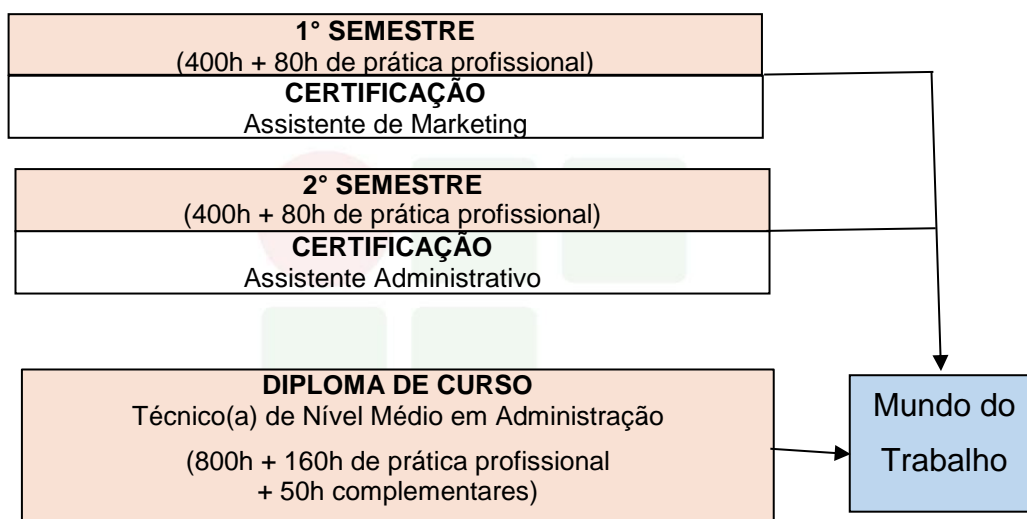 1° SEMESTRE
(400h + 80h de prática profissional)
CERTIFICAÇÃO
Assistente de Marketing
2° SEMESTRE
(400h + 80h de prática profissional)
CERTIFICAÇÃO
Assistente Administrativo
DIPLOMA DE CURSO
Técnico(a) de Nível Médio em Administração
(800h + 160h de prática profissional
+ 50h complementares)
Mundo do
Trabalho